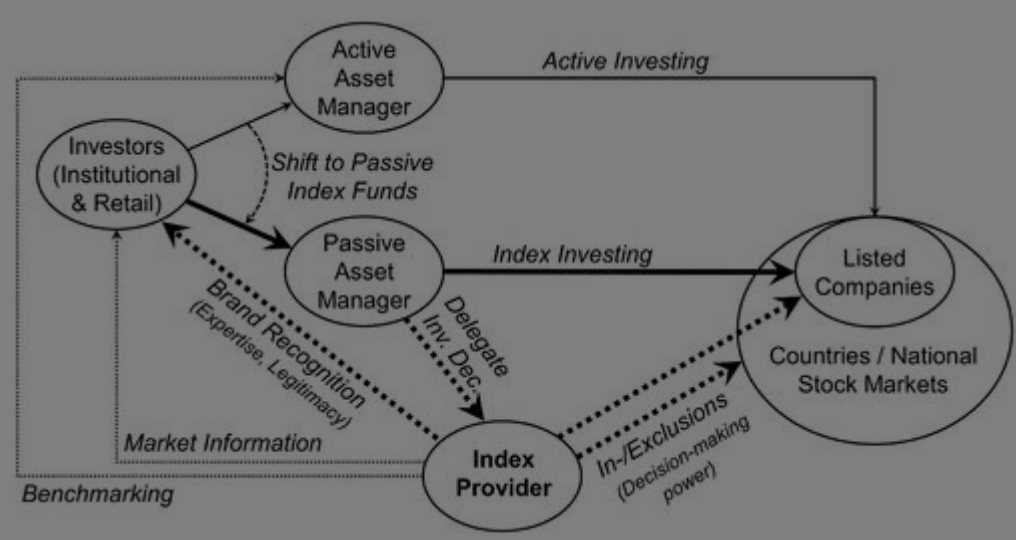 Active
Asset
Manager
Active Investing
Investors
(Institutional
& Retail)
Shift to Passive
Index Funds
Passive
Asset
Manager
Index Investing
Listed
Companies
Countries / National
Stock Markets
Brand Recognition
(Expertise, Legitimacy)
Delegate
Inv. Dec.
In-/Exclusions
(Decision-making
power)
Market Information
Benchmarking
Index
Provider